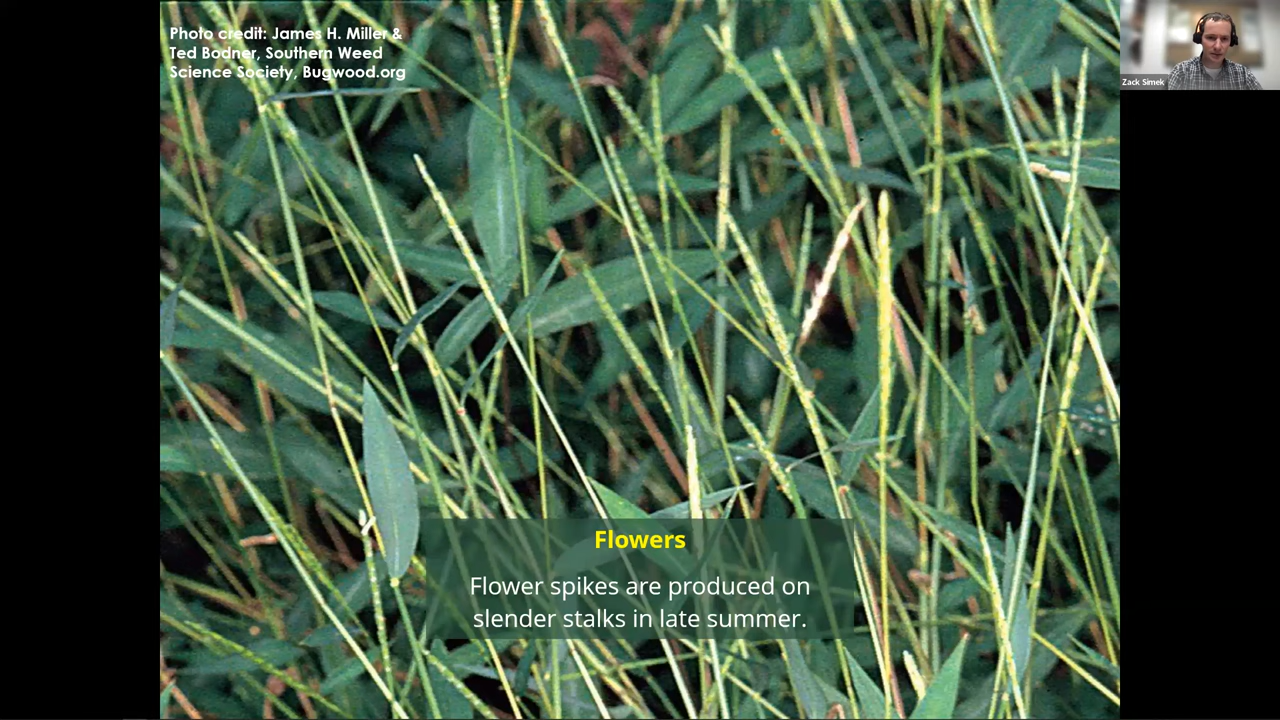 Photo credit: James H. Miller &
Ted Bodner, Southern Weed
Science Society, Bugwood.org
Zack Simek
Flowers
Flower spikes are produced on
slender stalks in late summer.